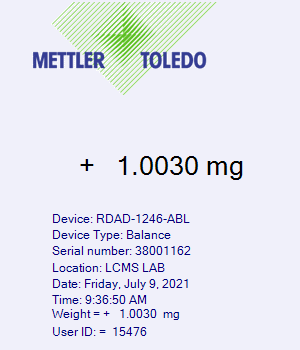 METTLER TOLEDO
+ 1.0030 mg
Device: RDAD-1246-ABL
Device Type: Balance
Serial number: 38001162
Location: LCMS LAB
Date: Friday, July 9, 2021
Time: 9:36:50 AM
Weight = + 1.0030 mg
User ID: = 15476